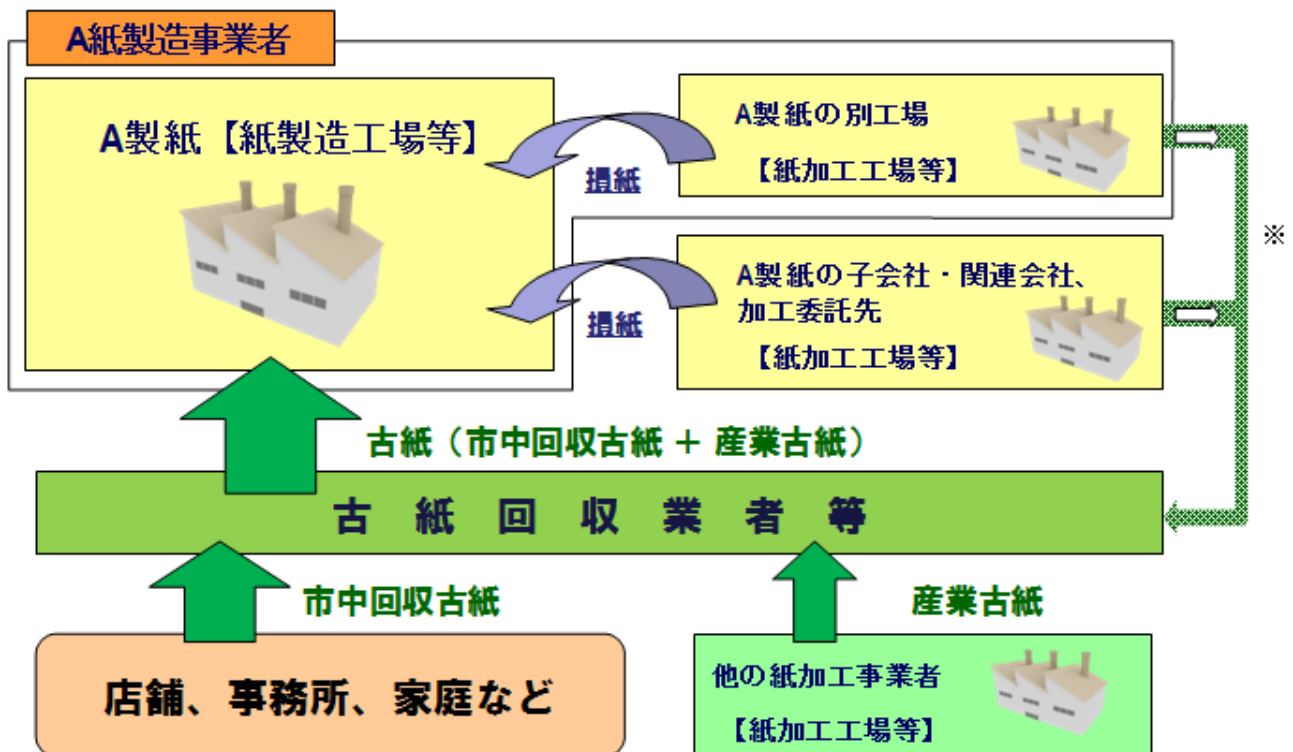 A紙製造事業者
A製紙【紙製造工場等】
損紙
A製紙の別工場
【紙加工工場等】
※
損紙
A製紙の子会社・関連会社、
加工委託先
【紙加工工場等】
古紙（市中回収古紙 + 産業古紙）
古 紙 回 収 業 者 等
市中回収古紙
産業古紙
店舗、事務所、家庭など
他の紙加工事業者
【紙加工工場等】